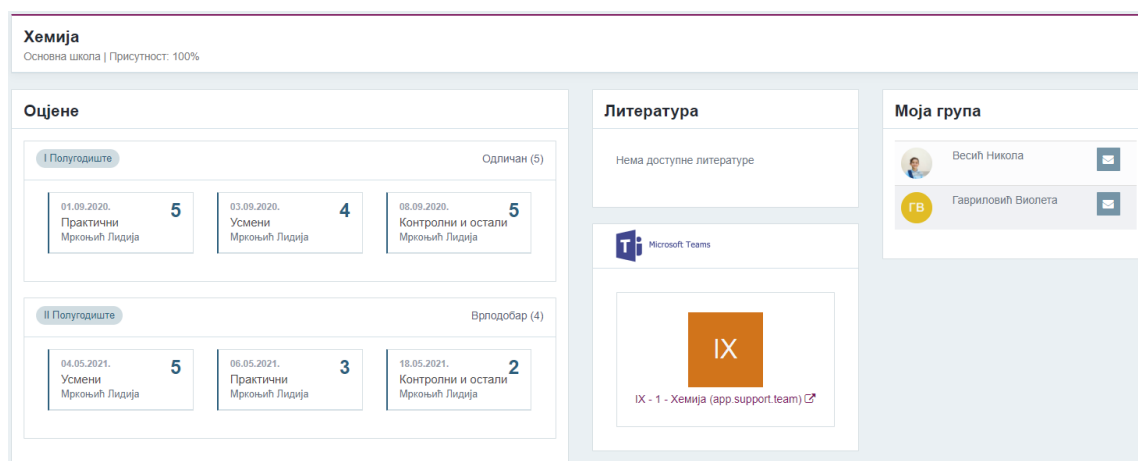 Хемија
Основна школа | Присутност: 100%
Оцјене
I Полугодиште
Одличан (5)
01.09.2020.
5
Практични
Мркоњић Лидија
03.09.2020.
4
Усмени
Мркоњић Лидија
08.09.2020.
5
Контролни и остали
Мркоњић Лидија
II Полугодиште
Врлодобар (4)
04.05.2021.
5
Усмени
Мркоњић Лидија
06.05.2021.
3
Практични
Мркоњић Лидија
18.05.2021.
2
Контролни и остали
Мркоњић Лидија
Литература
Нема доступне литературе
T
Microsoft Teams
IX
IX - 1 - Хемија (app.support.team)
Моја група
Весић Никола
ГВ
Гавриловић Виолета